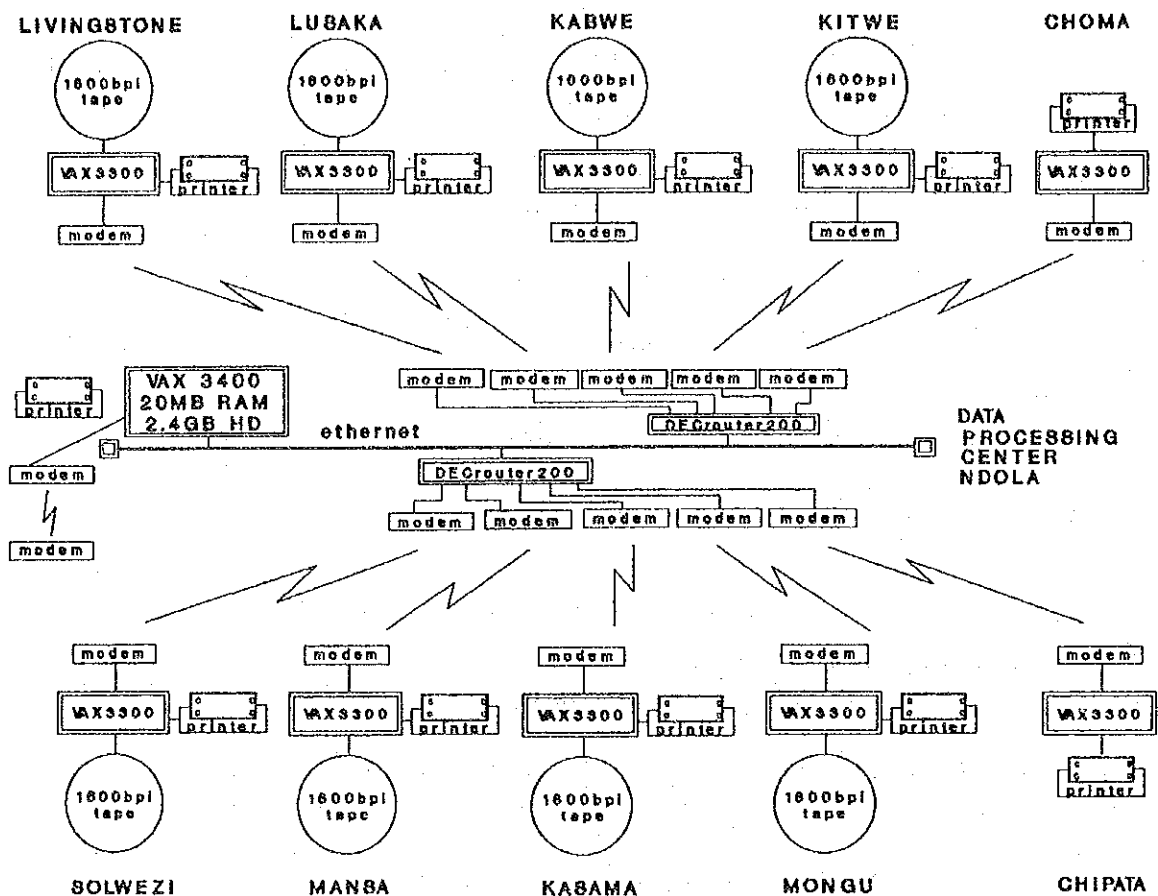 LIVINGSTONE LUSAKA KABWE KITWE CHOMA
1600bpi 1600bpi 1600bpi 1600bpi
tape tape tape tape
printer
VAX3300 VAX3300 VAX3300 VAX3300 VAX3300
printer printer printer printer
modem modem modem modem modem
modem modem modem modem modem
VAX 3400
20MB RAM
2.4GB HD
printer
DECrouter200
ethernet
DATA
PROCESSING
CENTER
NDOLA
DECrouter200
modem
modem modem modem modem modem
modem
modem modem modem modem modem
VAX3300 VAX3300 VAX3300 VAX3300 VAX3300
printer printer printer printer
printer
1600bpi 1600bpi 1600bpi 1600bpi
tape tape tape tape
SOLWEZI MANSA KASAMA MONGU CHIPATA